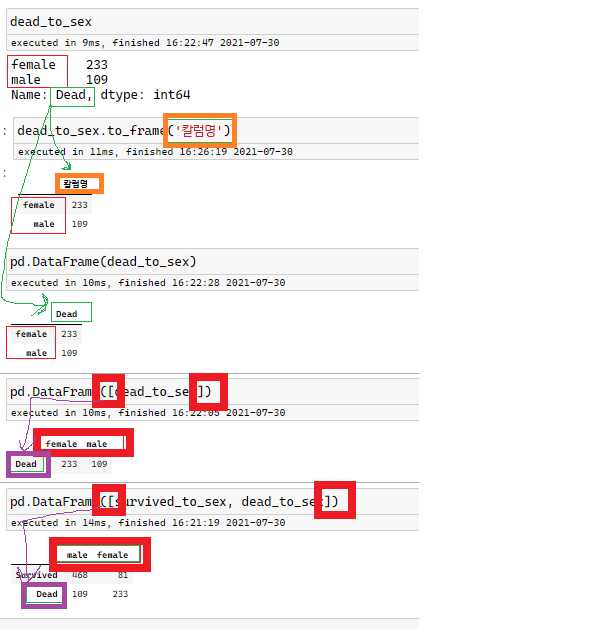 dead_to_sex
executed in 9ms, finished 16:22:47 2021-07-30
female 233
male 109
Name: Dead, dtype: int64
: dead_to_sex.to_frame('칼럼명')
executed in 11ms, finished 16:26:19 2021-07-30
:
칼럼명
female 233
male 109
pd.DataFrame(dead_to_sex)
executed in 10ms, finished 16:22:28 2021-07-30
Dead
female 233
male 109
pd.DataFrame([dead_to_sex])
executed in 10ms, finished 16:22:05 2021-07-30
female male
Dead 233 109
pd.DataFrame([survived_to_sex, dead_to_sex])
executed in 14ms, finished 16:21:19 2021-07-30
male female
Survived 468 81
Dead 109 233